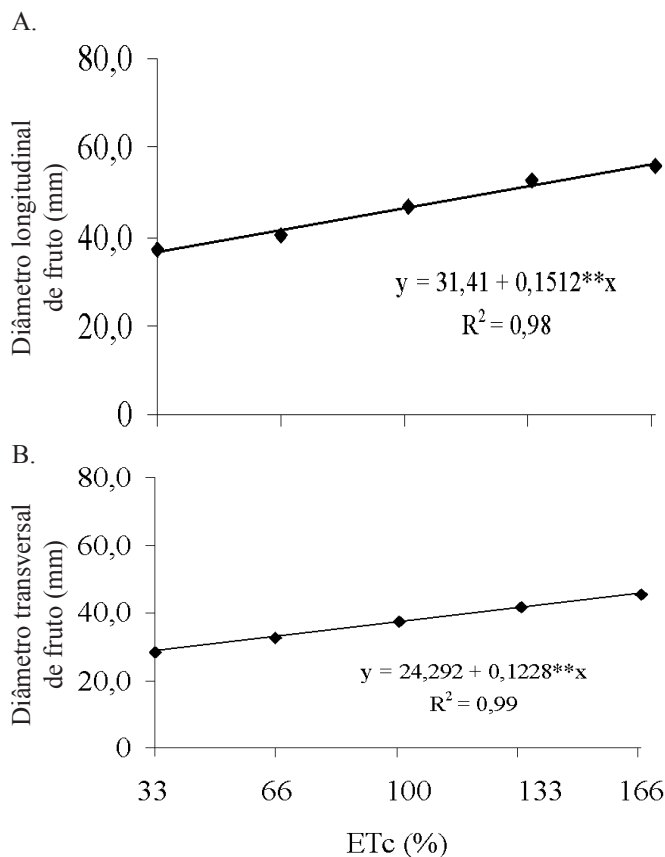 A.
80,0
60,0
40,0
20,0
0
Diâmetro longitudinal
de fruto (mm)
y = 31,41 + 0,1512**x
R² = 0,98
B.
80,0
60,0
40,0
20,0
0
Diâmetro transversal
de fruto (mm)
y = 24,292 + 0,1228**x
R² = 0,99
33 66 100 133 166
ETc (%)